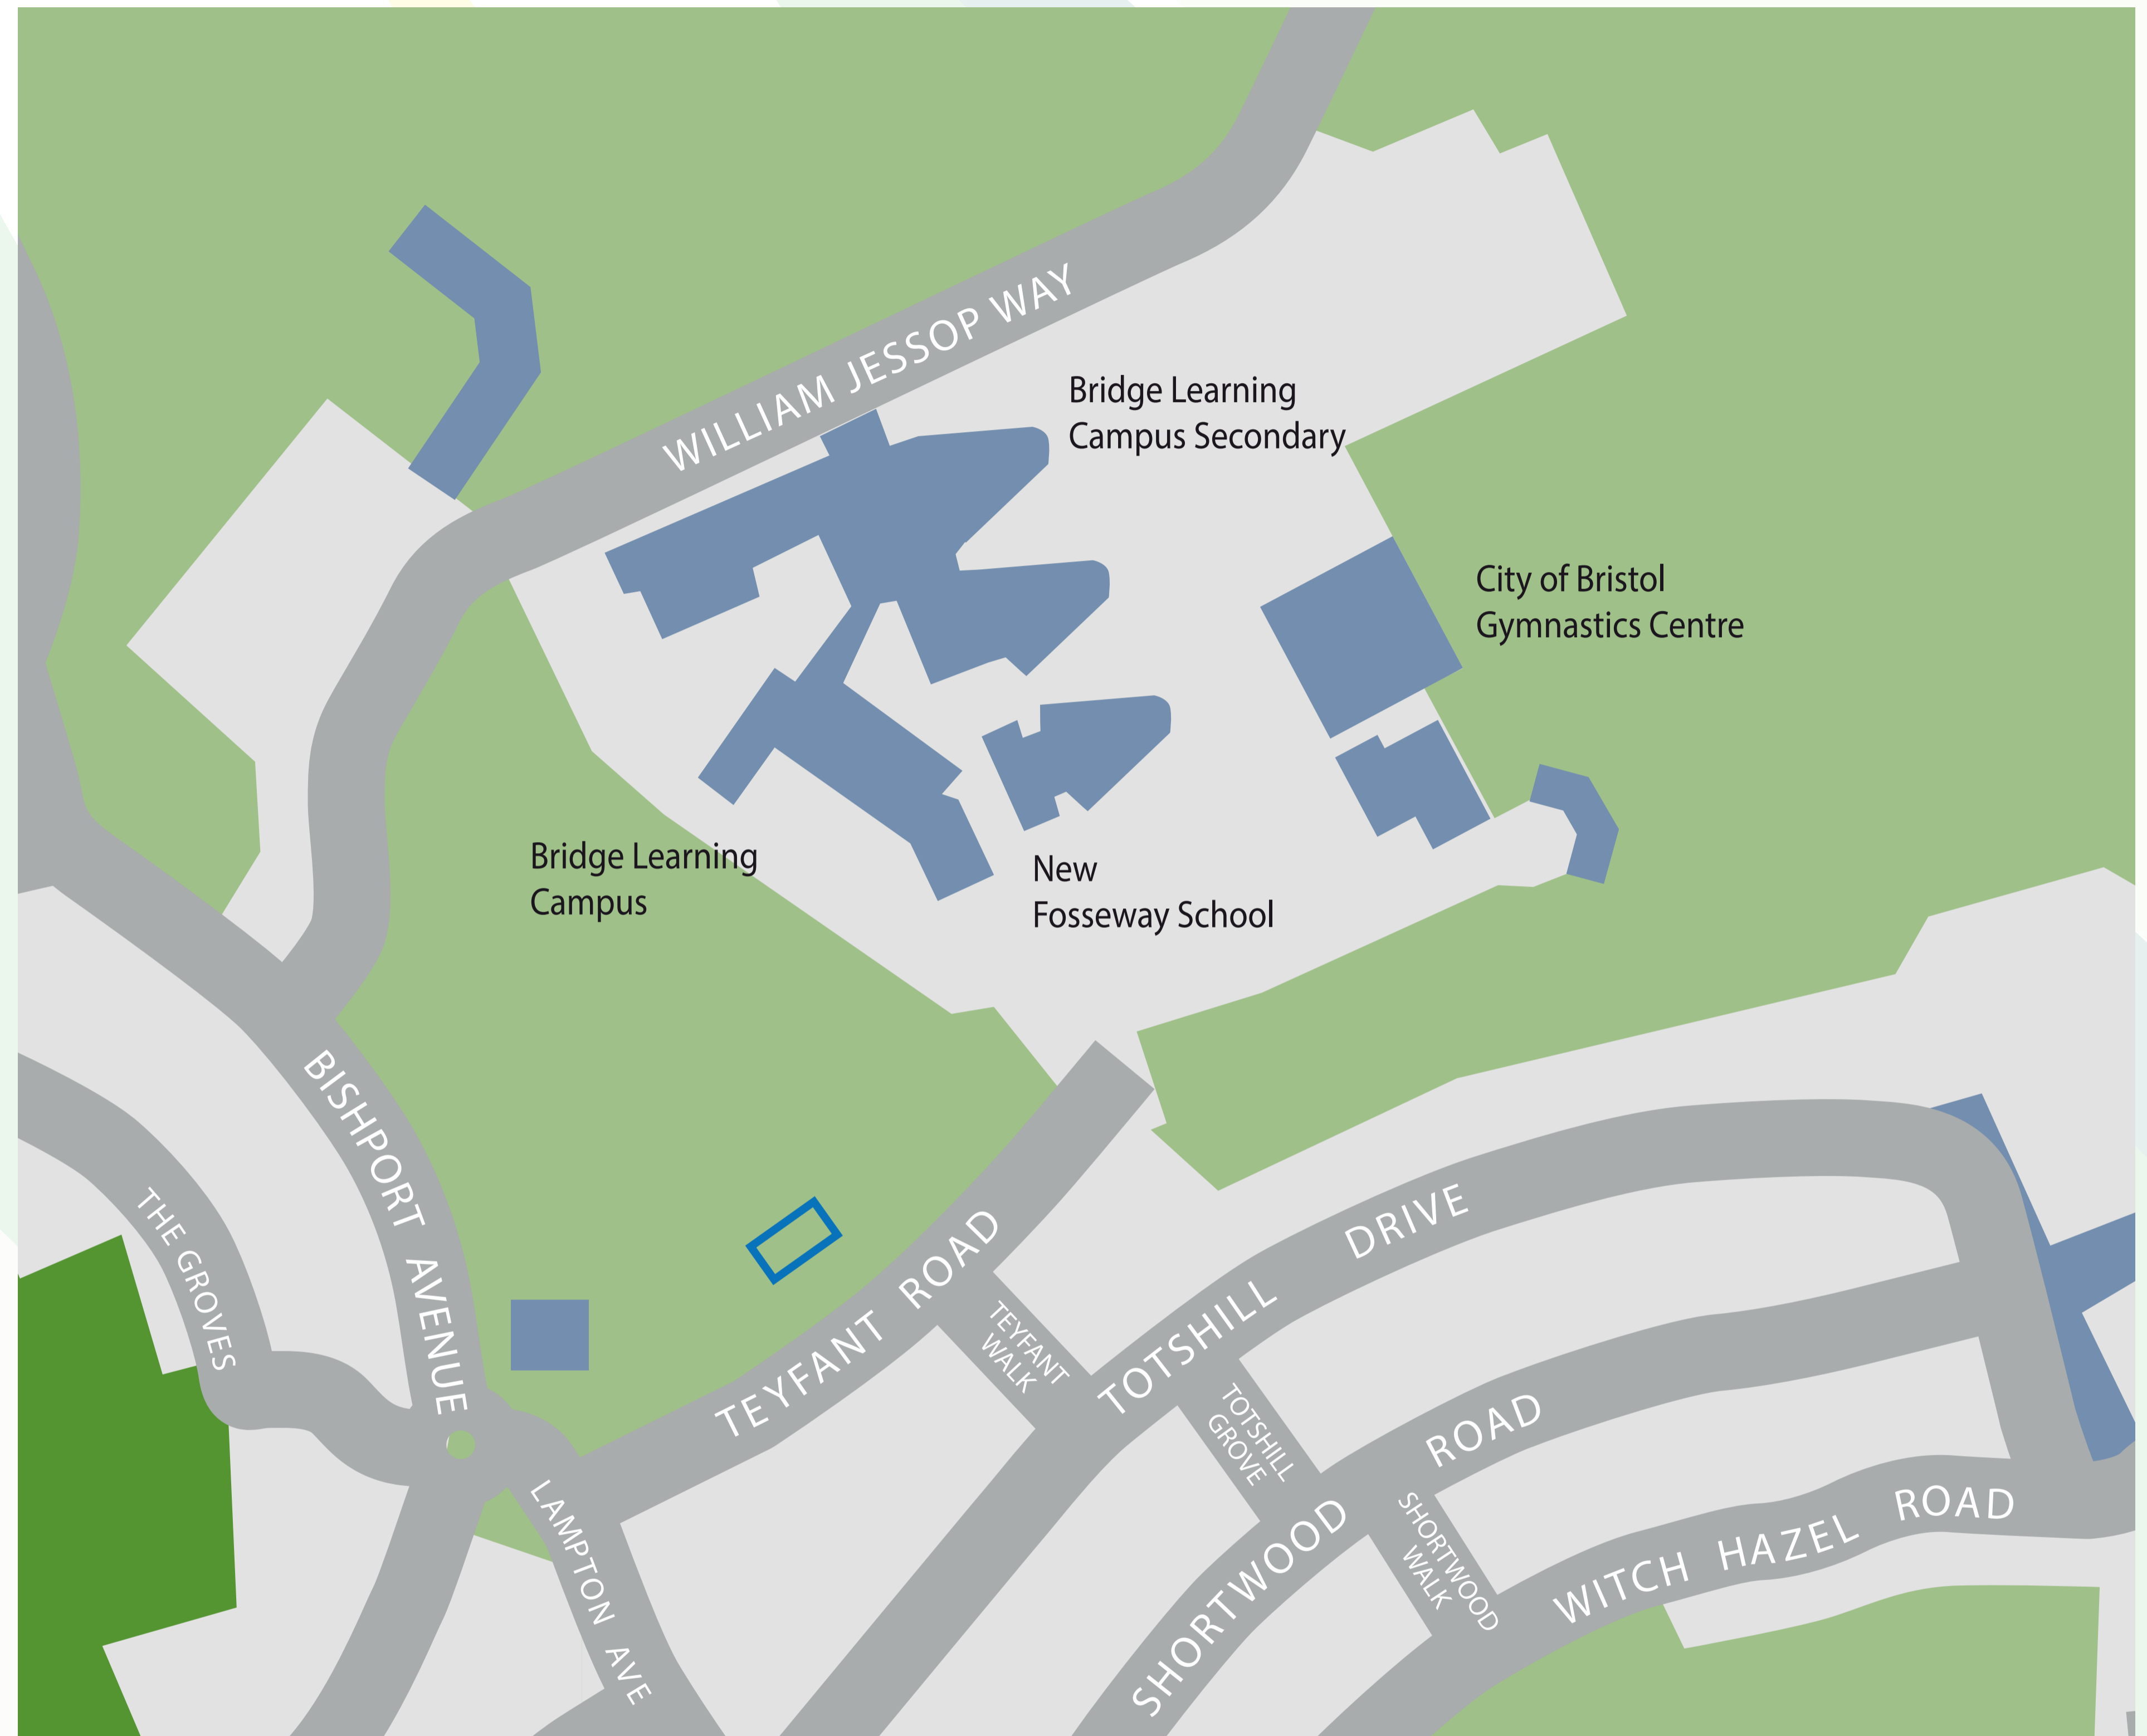 WILLIAM JESSOP WAY
Bridge Learning
Campus Secondary
City of Bristol
Gymnastics Centre
Bridge Learning
Campus
New
Fosseway School
BISHPORT AVENUE
THE GROVES
TEYFANT ROAD
TEYFANT
WALK
TOTSHILL DRIVE
TOTSHILL
GROVE
SHORTWOOD ROAD
SHORTWOOD
WALK
WITCH HAZEL ROAD
LAMPTON AVE